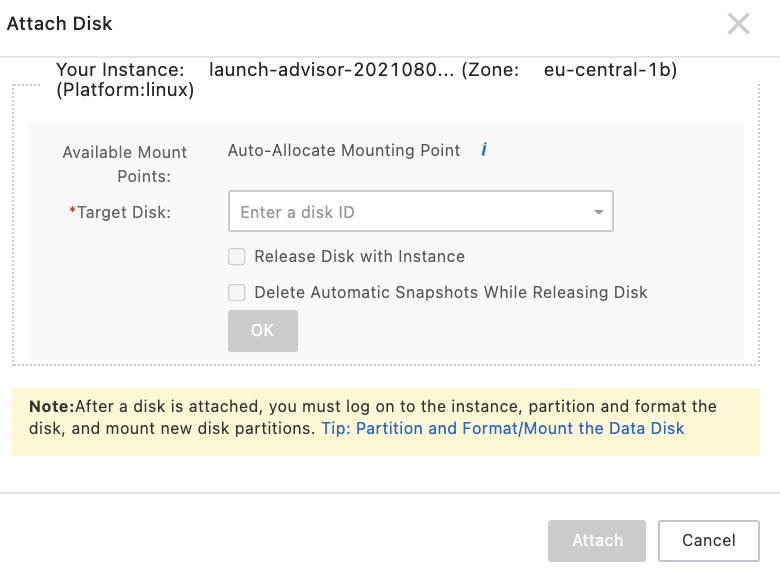 Attach Disk
Your Instance: launch-advisor-2021080... (Zone: eu-central-1b)
(Platform:linux)
Available Mount Points: Auto-Allocate Mounting Point i
*Target Disk: Enter a disk ID
Release Disk with Instance
Delete Automatic Snapshots While Releasing Disk
OK
Note:After a disk is attached, you must log on to the instance, partition and format the
disk, and mount new disk partitions. Tip: Partition and Format/Mount the Data Disk
Attach Cancel